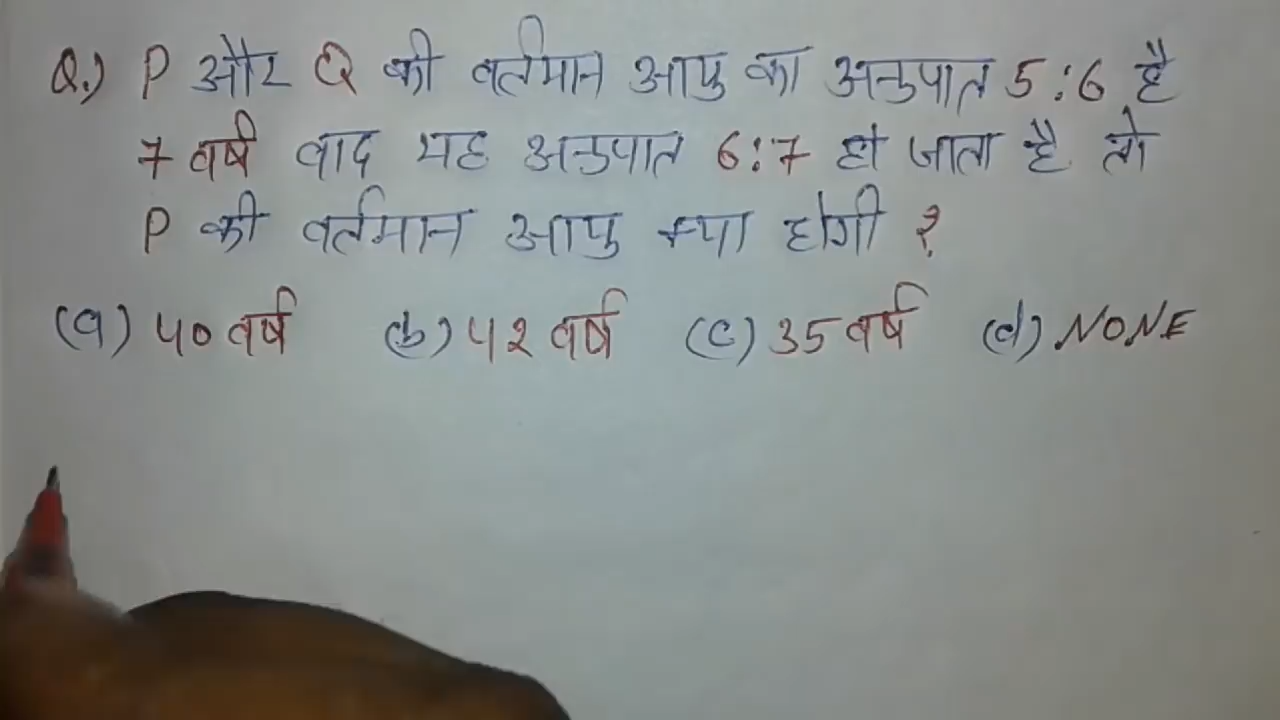 Q.) P और Q की वर्तमान आयु का अनुपात 5:6 है
7 वर्ष बाद यह अनुपात 6:7 हो जाता है तो
P की वर्तमान आयु क्या होगी ?
(a) 40 वर्ष (b) 42 वर्ष (c) 35 वर्ष (d) NONE